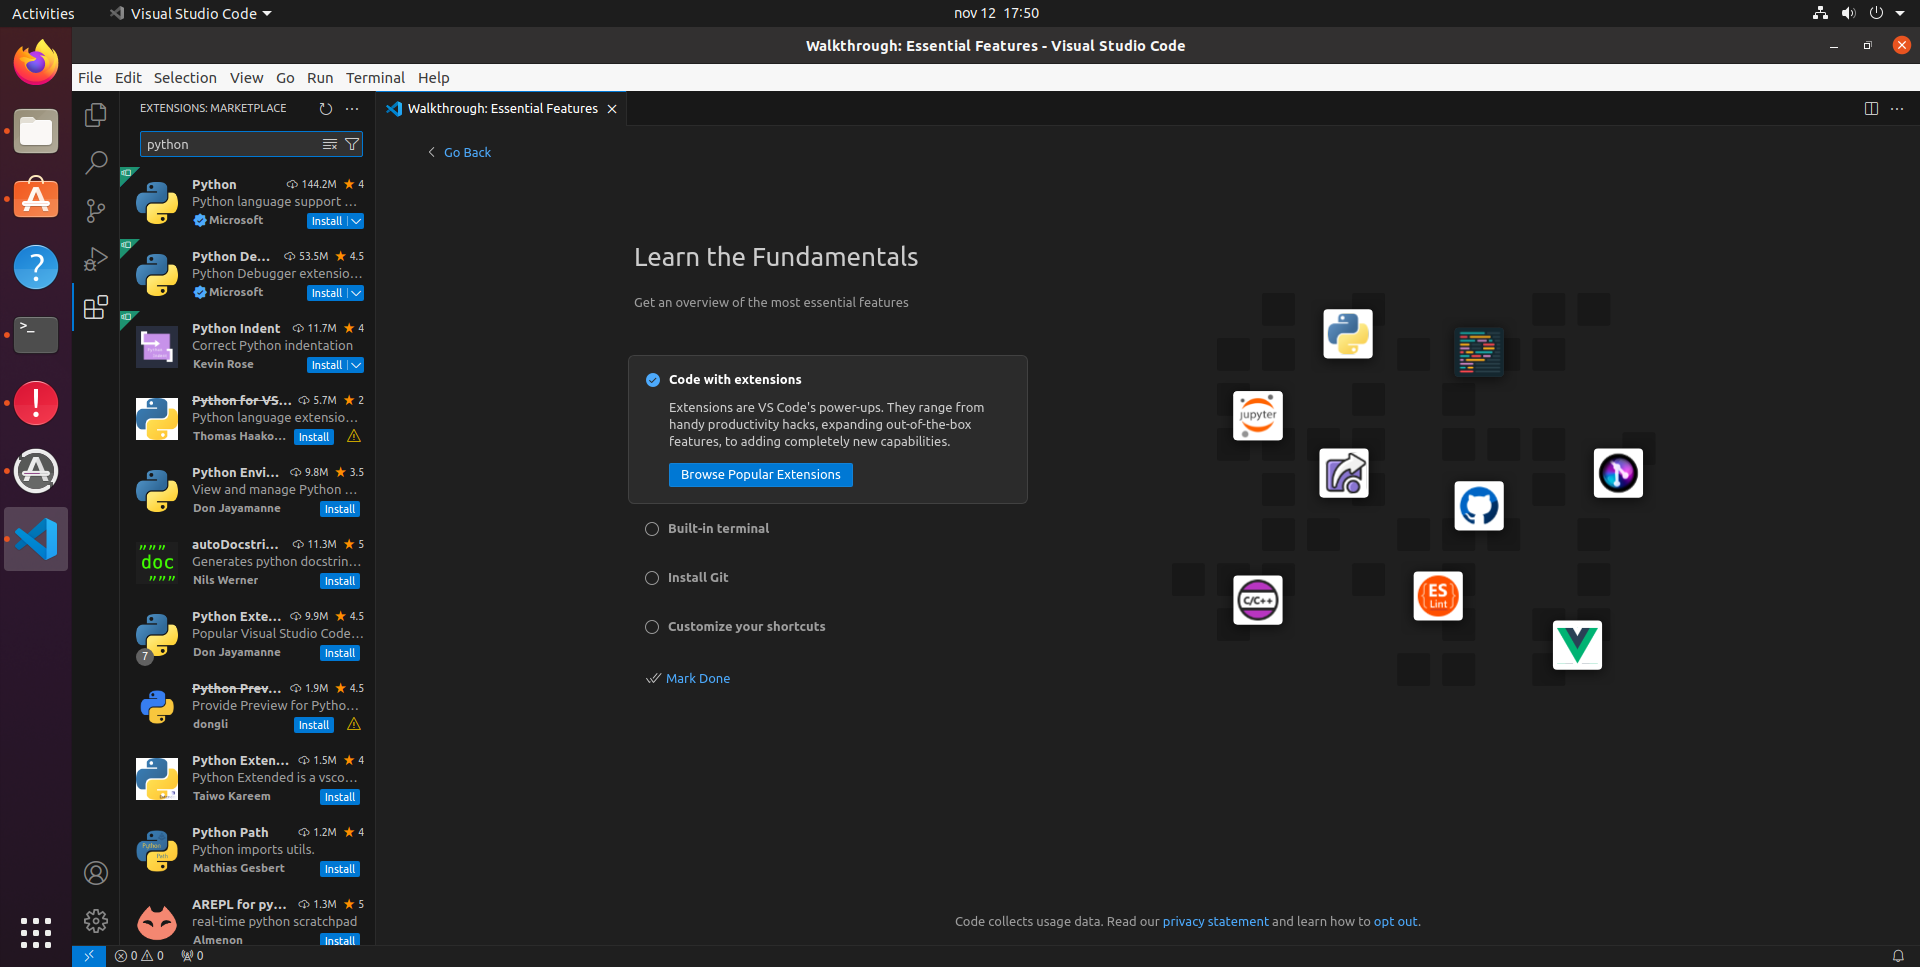 Activities
Visual Studio Code
nov 12 17:50
Walkthrough: Essential Features - Visual Studio Code
File Edit Selection View Go Run Terminal Help
EXTENSIONS: MARKETPLACE
python
Python 144.2M 4
Python language support ...
Microsoft Install
Python De... 53.5M 4.5
Python Debugger extensio...
Microsoft Install
Python Indent 11.7M 4
Correct Python indentation
Kevin Rose Install
Python for VS... 5.7M 2
Python language extensio...
Thomas Haako... Install
Python Envi... 9.8M 3.5
View and manage Python ...
Don Jayamanne Install
""" doc """
autoDocstri... 11.3M 5
Generates python docstrin...
Nils Werner Install
Python Exte... 9.9M 4.5
Popular Visual Studio Code...
7
Don Jayamanne Install
Python Prev... 1.9M 4.5
Provide Preview for Pytho...
dongli Install
Python Exten... 1.5M 4
Python Extended is a vsco...
Taiwo Kareem Install
Python Path 1.2M 4
Python imports utils.
Mathias Gesbert Install
AREPL for py... 1.3M 5
real-time python scratchpad
Almenon Install
Walkthrough: Essential Features
Go Back
Learn the Fundamentals
Get an overview of the most essential features
Code with extensions
Extensions are VS Code's power-ups. They range from
handy productivity hacks, expanding out-of-the-box
features, to adding completely new capabilities.
Browse Popular Extensions
Built-in terminal
Install Git
Customize your shortcuts
Mark Done
jupyter
C/C++
ES
Lint
Code collects usage data. Read our privacy statement and learn how to opt out.
0 0 0